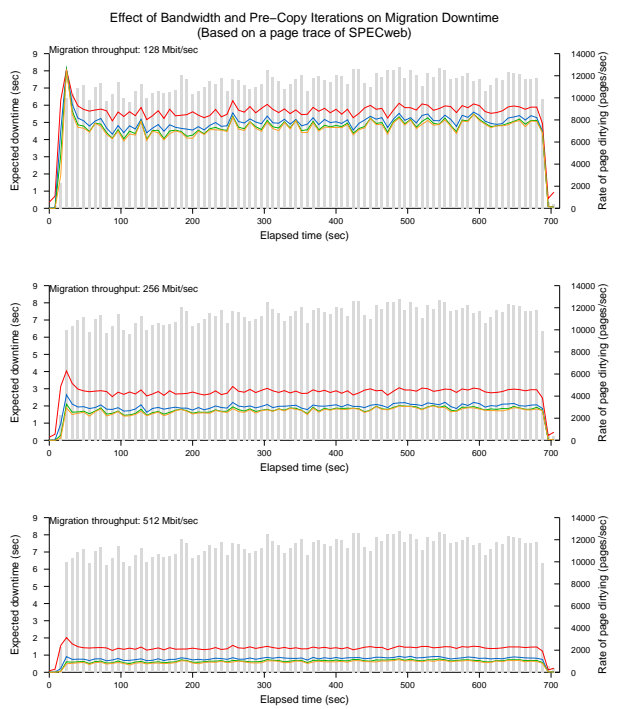 Effect of Bandwidth and Pre−Copy Iterations on Migration Downtime
(Based on a page trace of SPECweb)
Migration throughput: 128 Mbit/sec
Expected downtime (sec)
0 1 2 3 4 5 6 7 8 9
Rate of page dirtying (pages/sec)
0 2000 4000 6000 8000 10000 12000 14000
0 100 200 300 400 500 600 700
Elapsed time (sec)
Migration throughput: 256 Mbit/sec
Expected downtime (sec)
0 1 2 3 4 5 6 7 8 9
Rate of page dirtying (pages/sec)
0 2000 4000 6000 8000 10000 12000 14000
0 100 200 300 400 500 600 700
Elapsed time (sec)
Migration throughput: 512 Mbit/sec
Expected downtime (sec)
0 1 2 3 4 5 6 7 8 9
Rate of page dirtying (pages/sec)
0 2000 4000 6000 8000 10000 12000 14000
0 100 200 300 400 500 600 700
Elapsed time (sec)